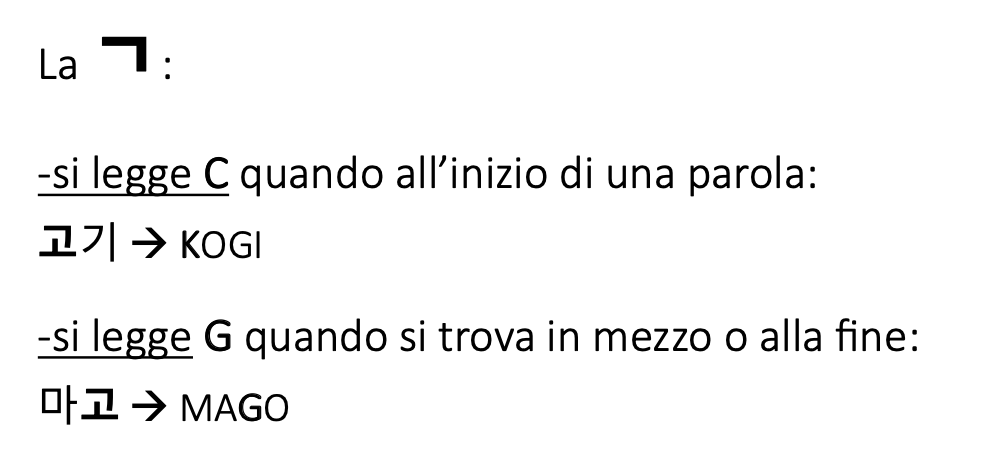 La ㄱ :
-si legge C quando all’inizio di una parola:
고기 → KOGI
-si legge G quando si trova in mezzo o alla fine:
마고 → MAGO